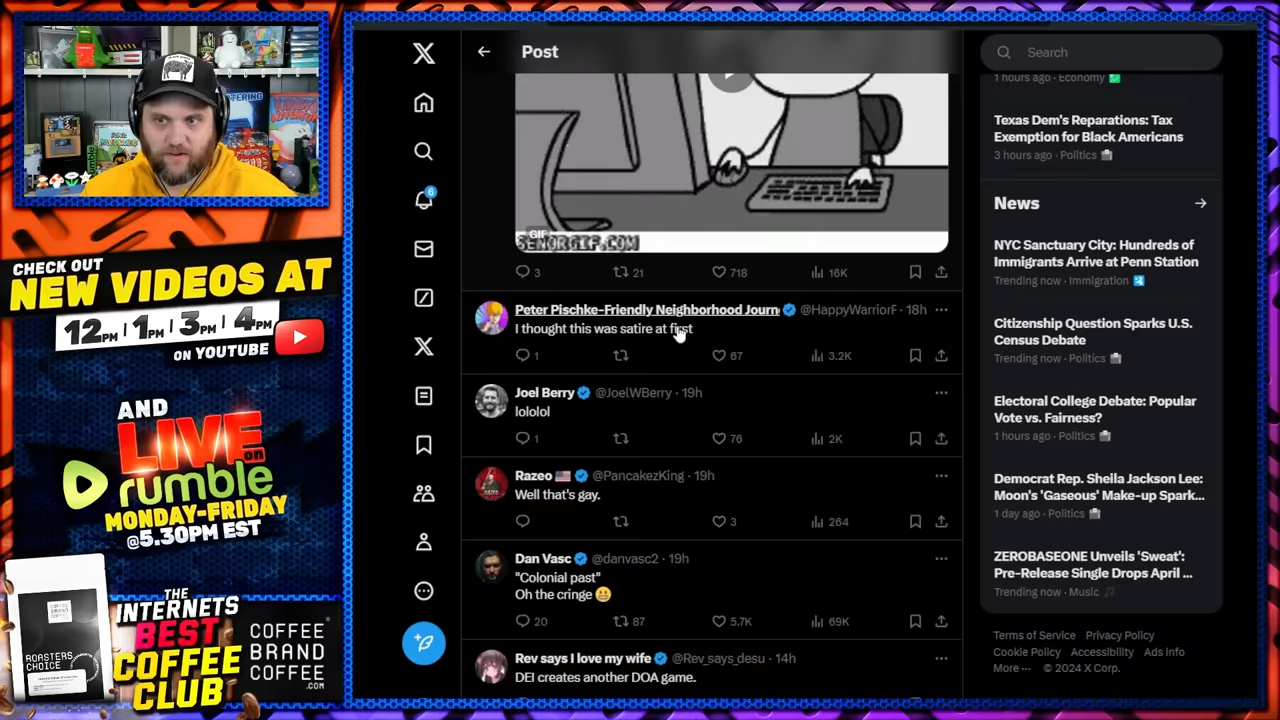 CHECK OUT
NEW VIDEOS AT
12PM | 1PM | 3PM | 4PM
ON YOUTUBE
AND
LIVE
on
rumble
MONDAY-FRIDAY
@5.30PM EST
THE
INTERNETS
BEST
COFFEE
CLUB
ROASTERS
CHOICE
COFFEE
BRAND
COFFEE
.COM
6
Post
GIF
SENORGIF.COM
3 21 718 16K
Peter Pischke-Friendly Neighborhood Journ @HappyWarriorP · 18h
I thought this was satire at first
1 67 3.2K
Joel Berry @JoelWBerry · 19h
lololol
1 76 2K
Razeo 🇺🇸 @PancakezKing · 19h
Well that's gay.
3 264
Dan Vasc @danvasc2 · 19h
"Colonial past"
Oh the cringe 😬
20 87 5.7K 69K
Rev says I love my wife @Rev_says_desu · 14h
DEI creates another DOA game.
Search
1 hours ago · Economy 💹
Texas Dem's Reparations: Tax
Exemption for Black Americans
3 hours ago · Politics
News
NYC Sanctuary City: Hundreds of
Immigrants Arrive at Penn Station
Trending now · Immigration
Citizenship Question Sparks U.S.
Census Debate
Trending now · Politics
Electoral College Debate: Popular
Vote vs. Fairness?
1 hours ago · Politics
Democrat Rep. Sheila Jackson Lee:
Moon's 'Gaseous' Make-up Spark...
1 day ago · Politics
ZEROBASEONE Unveils 'Sweat':
Pre-Release Single Drops April ...
Trending now · Music
Terms of Service Privacy Policy
Cookie Policy Accessibility Ads info
More ··· © 2024 X Corp.